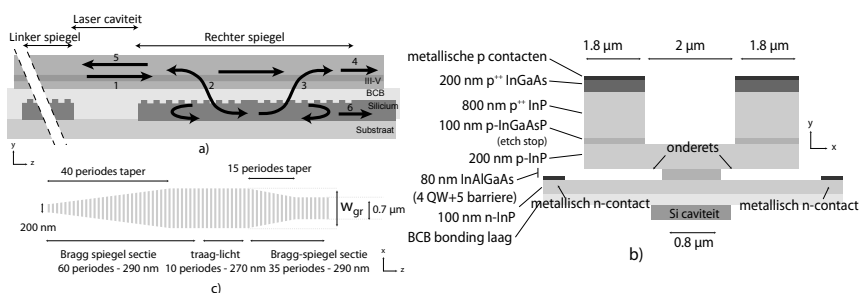 Laser caviteit
Linker spiegel
Rechter spiegel
5
4
1
2
3
III-V
BCB
Silicium
6
Substraat
y
z
a)
40 periodes taper
15 periodes taper
Wgr
0.7 µm
200 nm
Bragg spiegel sectie
60 periodes - 290 nm
traag-licht
10 periodes - 270 nm
Bragg-spiegel sectie
35 periodes - 290 nm
x
z
c)
metallische p contacten
1.8 µm
2 µm
1.8 µm
200 nm p++ InGaAs
800 nm p++ InP
100 nm p-InGaAsP
(etch stop)
200 nm p-InP
onderets
y
x
80 nm InAlGaAs
(4 QW+5 barriere)
metallisch n-contact
metallisch n-contact
100 nm n-InP
Si caviteit
BCB bonding laag
0.8 µm
b)